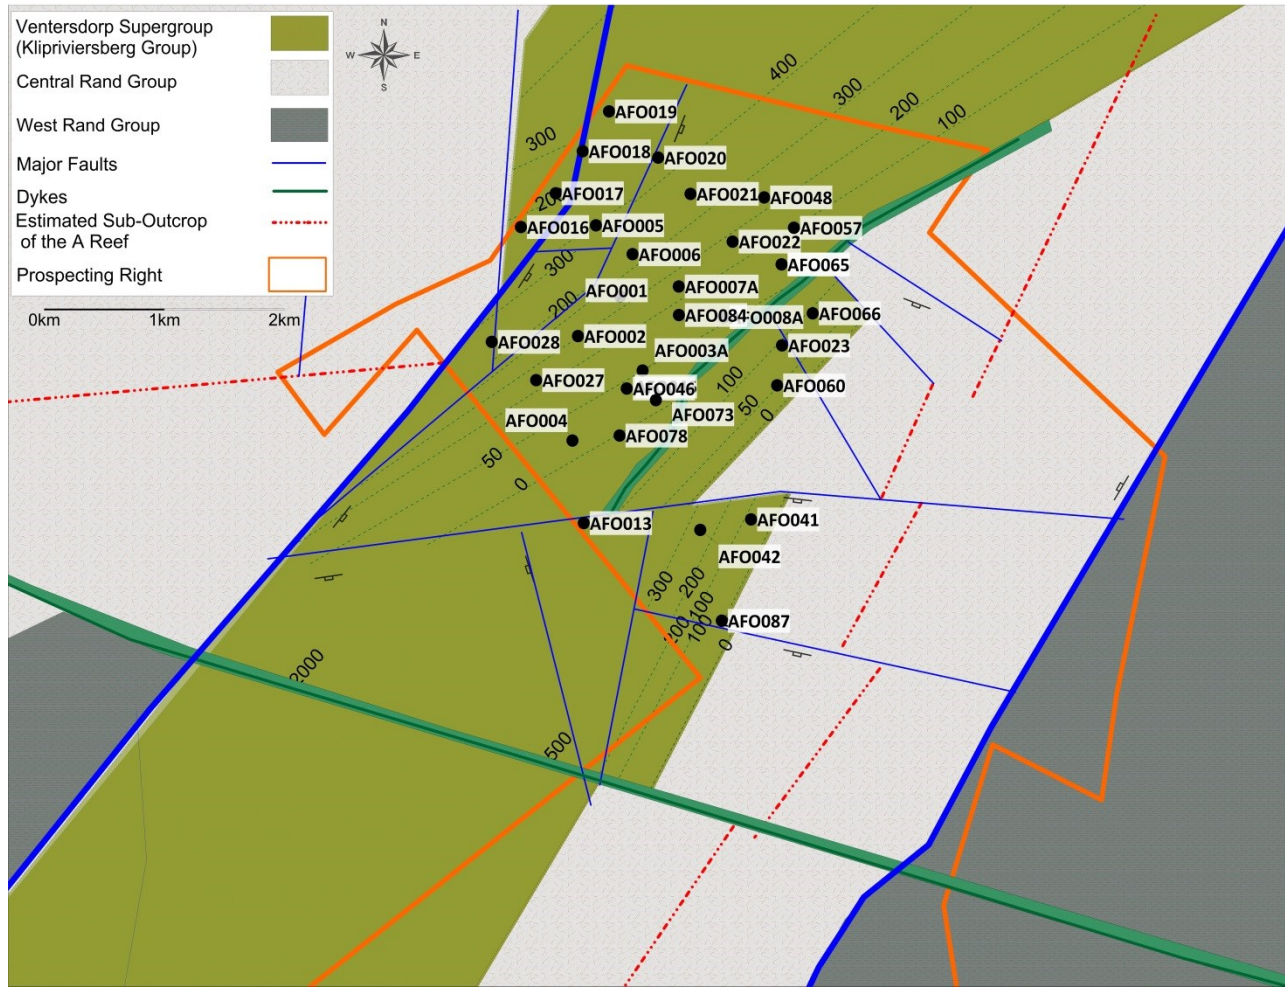 Ventersdorp Supergroup
(Klipriviersberg Group)
Central Rand Group
West Rand Group
Major Faults
Dykes
Estimated Sub-Outcrop
of the A Reef
Prospecting Right
N
W E
S
0km 1km 2km
400
300
200
100
AFO019
300
AFO018
AFO020
AFO017
200
AFO021
AFO048
AFO016
AFO005
AFO057
AFO022
AFO006
300
AFO065
AFO001
AFO007A
200
AFO084
O008A
AFO066
AFO002
AFO028
AFO003A
AFO023
AFO027
AFO046
100
AFO060
50
0
AFO004
AFO073
AFO078
50
0
AFO013
AFO041
AFO042
300
200
100
AFO087
200
100
0
2000
500